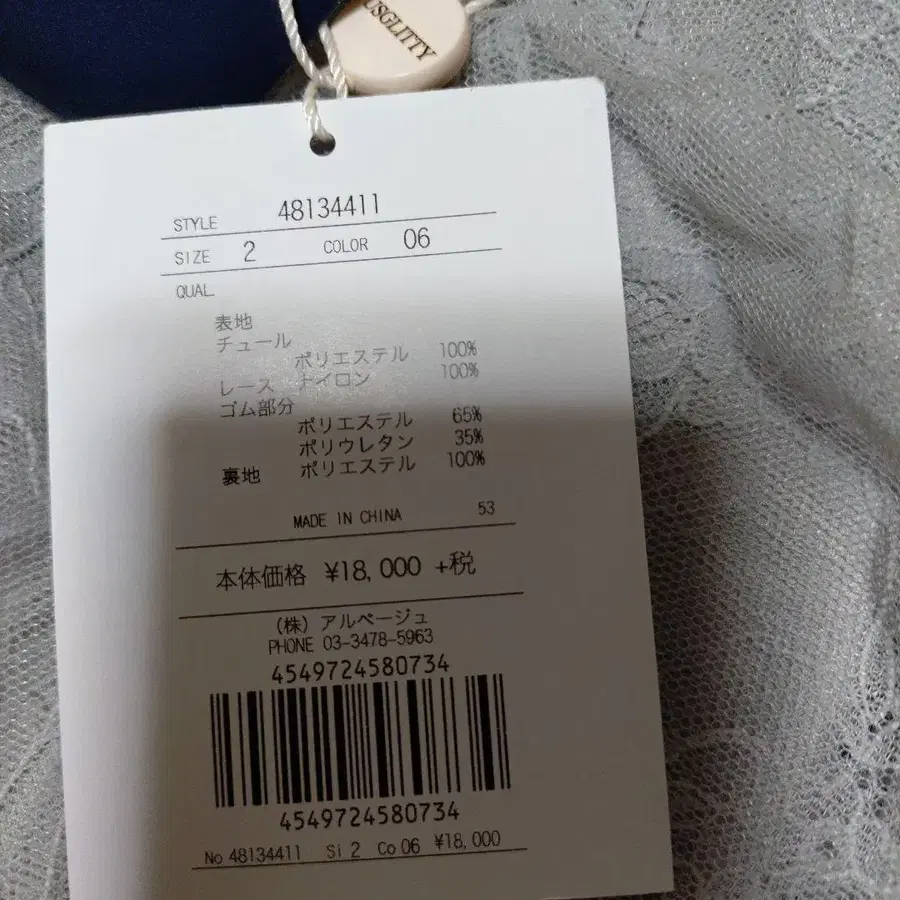 USGLITTY
STYLE 48134411
SIZE 2 COLOR 06
QUAL.
表地
チュール
ポリエステル 100%
レース ナイロン 100%
ゴム部分
ポリエステル 65%
ポリウレタン 35%
裏地 ポリエステル 100%
MADE IN CHINA 53
本体価格 ¥18,000 +税
(株) アルページュ
PHONE 03-3478-5963
4549724580734
4549724580734
No 48134411 Si 2 Co 06 ¥18,000